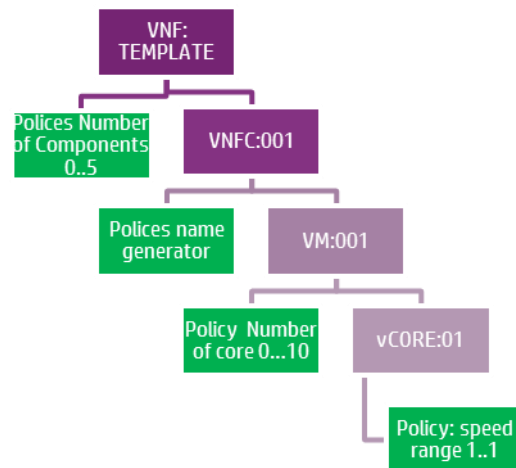 VNF:
TEMPLATE
Polices Number
of Components
0..5
VNFC:001
Polices name
generator
VM:001
Policy Number
of core 0...10
vCORE:01
Policy: speed
range 1..1